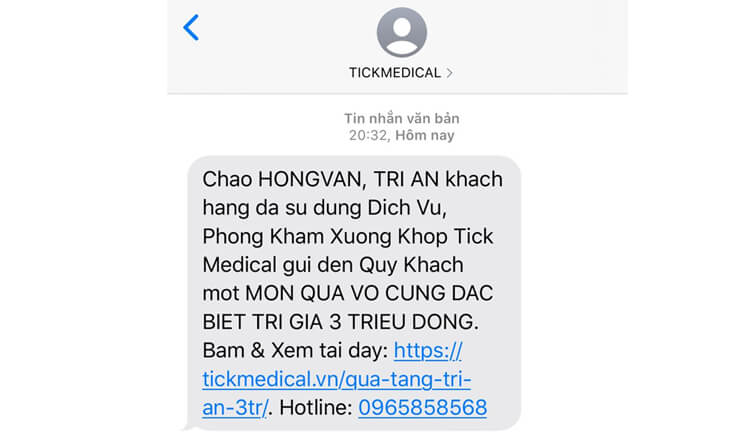 TICKMEDICAL >
Tin nhắn văn bản
20:32, Hôm nay
Chao HONGVAN, TRI AN khach
hang da su dung Dich Vu,
Phong Kham Xuong Khop Tick
Medical gui den Quy Khach
mot MON QUA VO CUNG DAC
BIET TRI GIA 3 TRIEU DONG.
Bam & Xem tai day: https://
tickmedical.vn/qua-tang-tri-
an-3tr/. Hotline: 0965858568